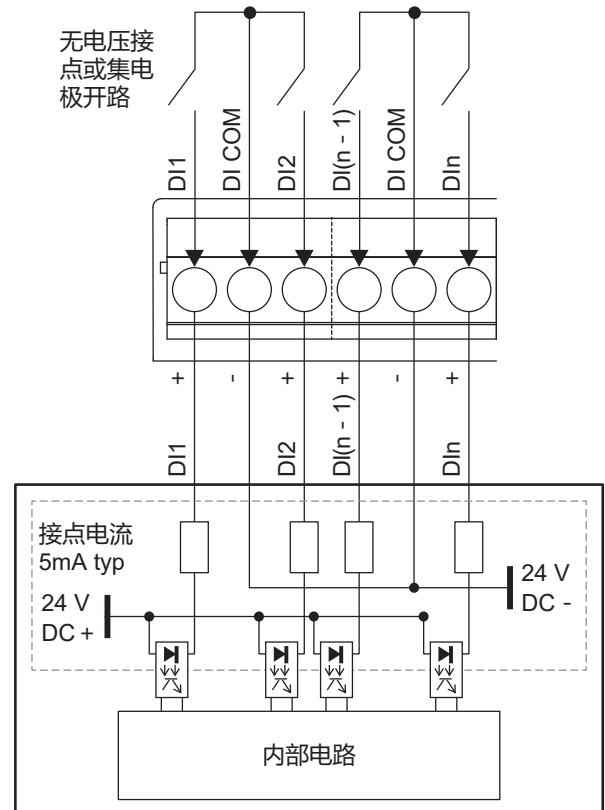 无电压接
点或集电
极开路
DI1
DI COM
DI2
DI(n - 1)
DI COM
DIn
+
-
+
+
-
+
DI1
DI2
DI(n - 1)
DIn
接点电流
5mA typ
24 V
DC +
24 V
DC -
内部电路